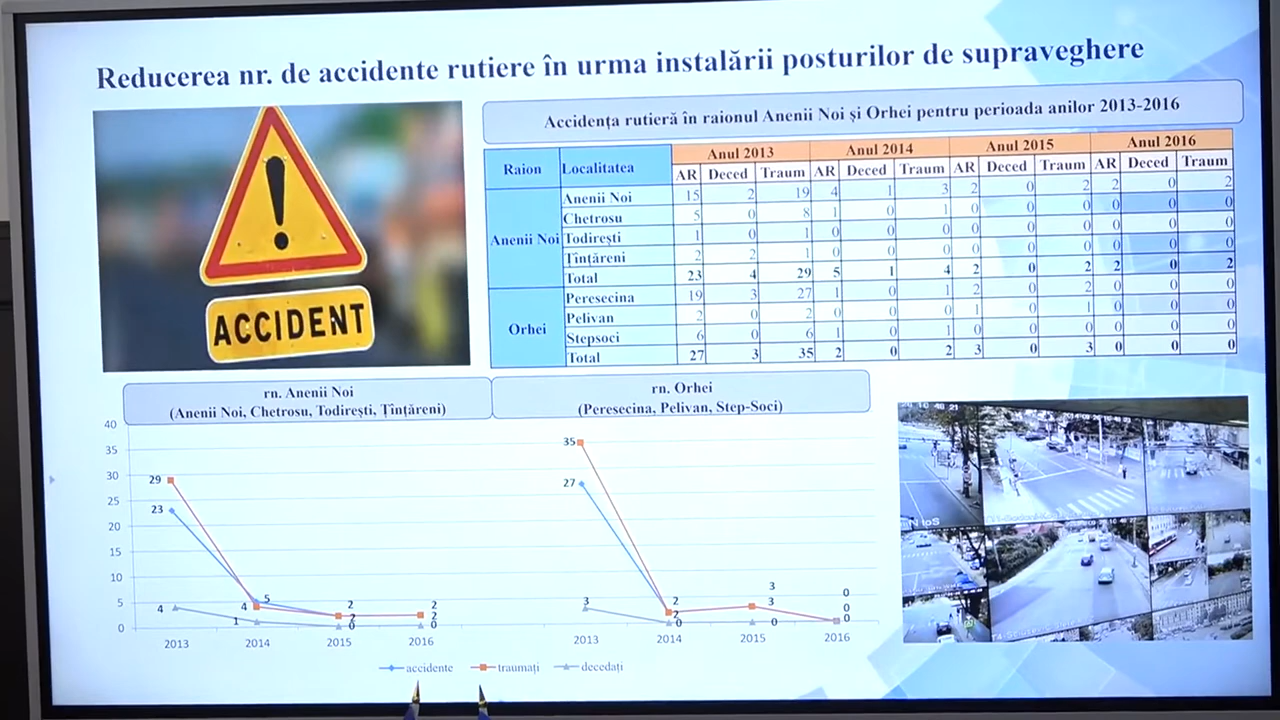 Reducerea nr. de accidente rutiere în urma instalării posturilor de supraveghere
ACCIDENT
Accidența rutieră în raionul Anenii Noi și Orhei pentru perioada anilor 2013-2016
Raion Localitatea Anul 2013 Anul 2014 Anul 2015 Anul 2016
AR Deced Traum AR Deced Traum AR Deced Traum AR Deced Traum
Anenii Noi
Anenii Noi 15 2 19 4 1 3 2 0 2 2 0 2
Chetrosu 5 0 8 1 0 1 0 0 0 0 0 0
Todirești 1 0 1 0 0 0 0 0 0 0 0 0
Țînțăreni 2 2 1 0 0 0 0 0 0 0 0 0
Total 23 4 29 5 1 4 2 0 2 2 0 2
Orhei
Peresecina 19 3 27 1 0 1 2 0 2 0 0 0
Pelivan 2 0 2 0 0 0 1 0 1 0 0 0
Stepsoci 6 0 6 1 0 1 0 0 0 0 0 0
Total 27 3 35 2 0 2 3 0 3 0 0 0
rn. Anenii Noi
(Anenii Noi, Chetrosu, Todirești, Țînțăreni)
rn. Orhei
(Peresecina, Pelivan, Step-Soci)
40
35
30
25
20
15
10
5
0
29
23
4
4 5
1
2
2
0
2
2
0
35
27
3
2
2
0
3
3
0
0
0
0
2013 2014 2015 2016 2013 2014 2015 2016
accidente traumați decedați